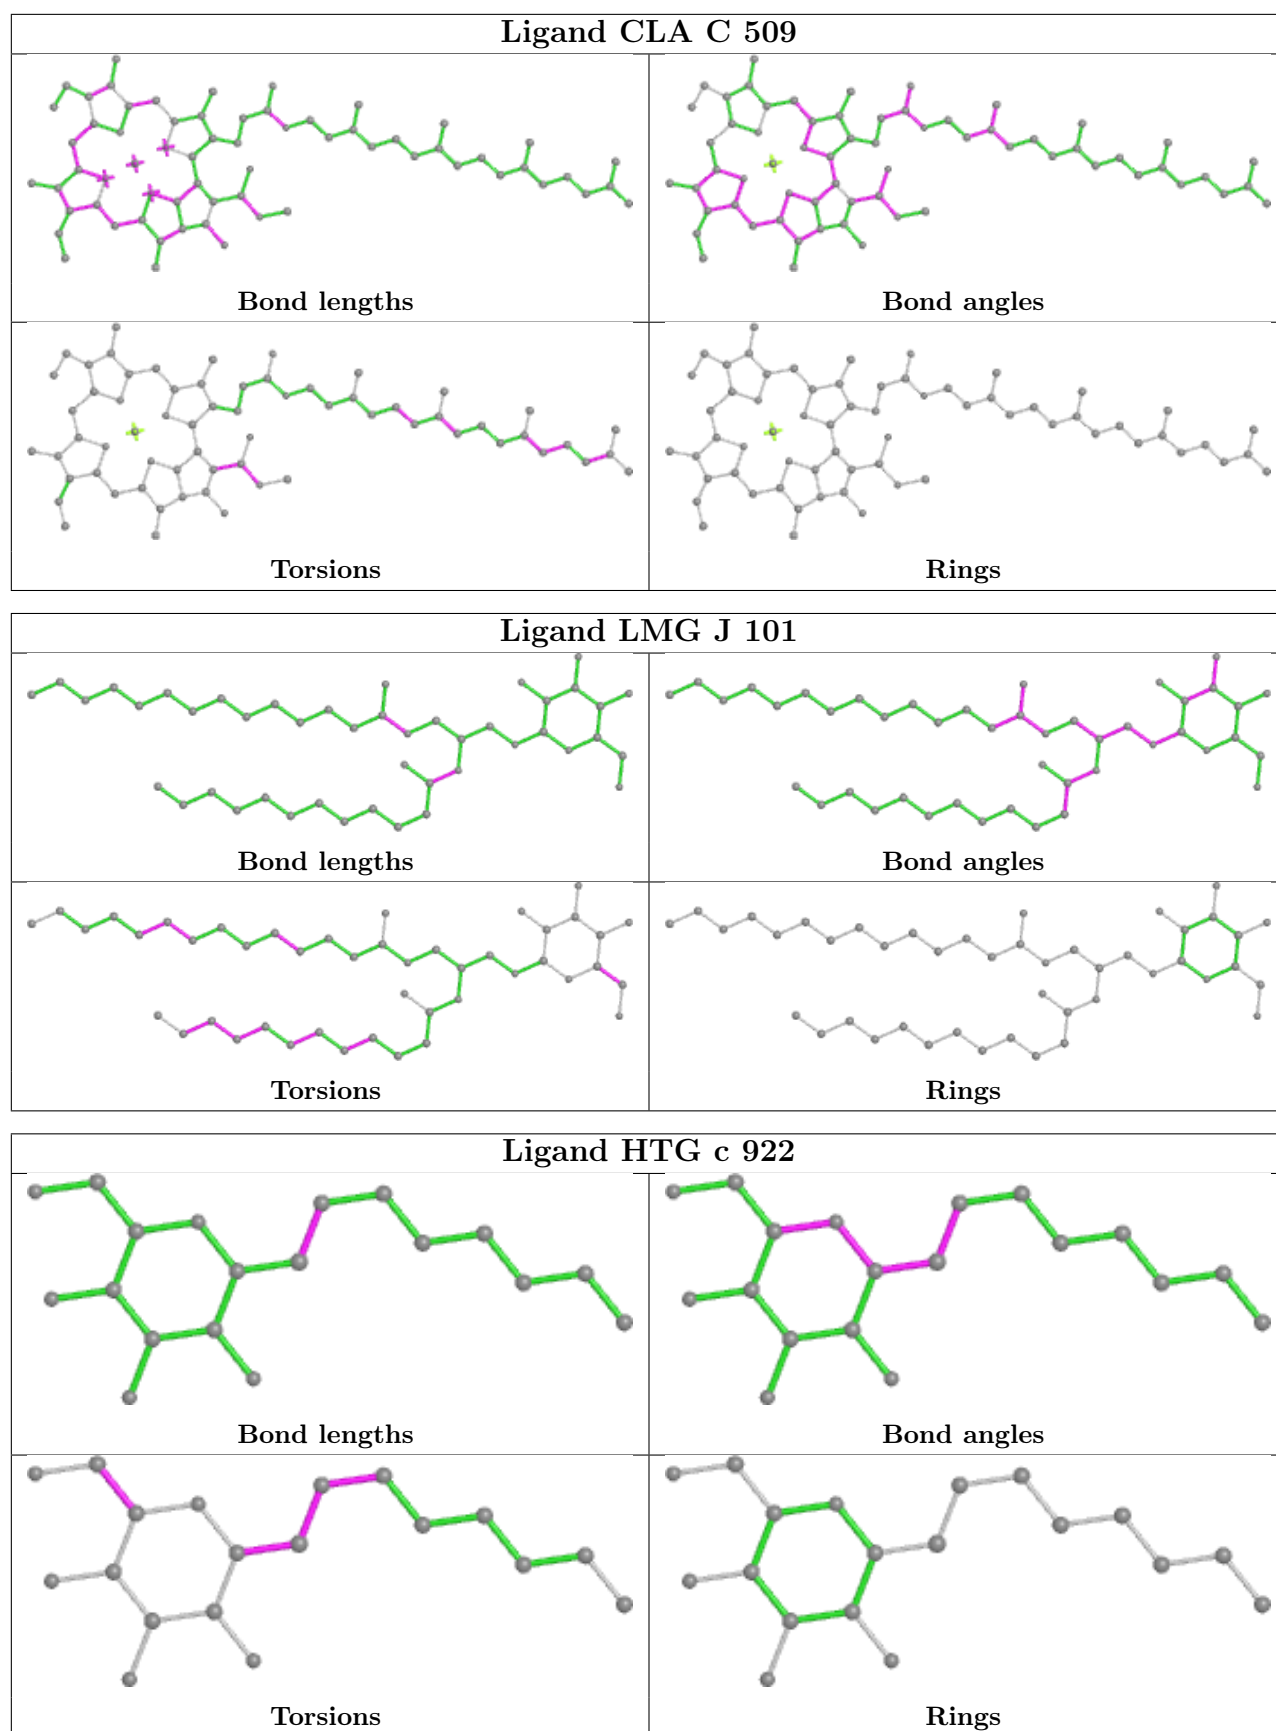 Ligand CLA C 509
Bond lengths
Bond angles
Torsions
Rings
Ligand LMG J 101
Bond lengths
Bond angles
Torsions
Rings
Ligand HTG c 922
Bond lengths
Bond angles
Torsions
Rings